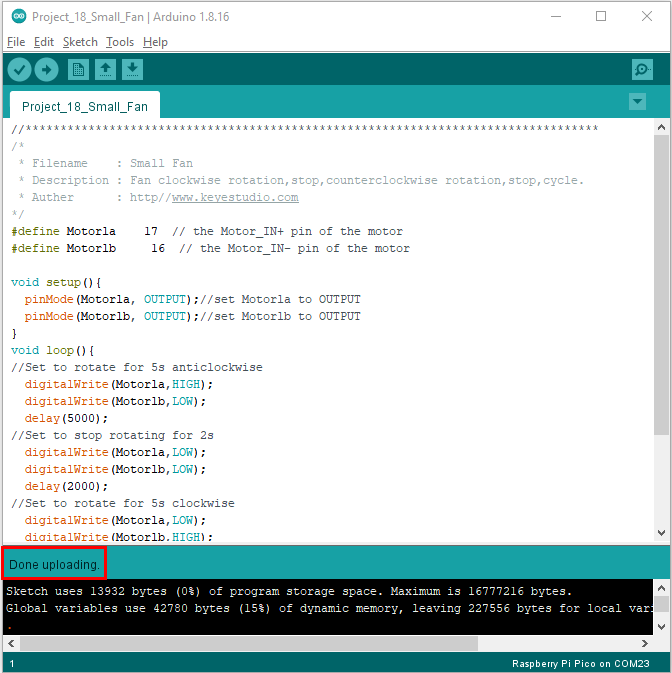 Project_18_Small_Fan | Arduino 1.8.16
File Edit Sketch Tools Help
Project_18_Small_Fan
//**********************************************************************************
/*
 * Filename    : Small Fan
 * Description : Fan clockwise rotation,stop,counterclockwise rotation,stop,cycle.
 * Auther      : http//www.keyestudio.com
*/
#define Motorla    17  // the Motor_IN+ pin of the motor
#define Motorlb     16  // the Motor_IN- pin of the motor
void setup(){
  pinMode(Motorla, OUTPUT);//set Motorla to OUTPUT
  pinMode(Motorlb, OUTPUT);//set Motorlb to OUTPUT
}
void loop(){
//Set to rotate for 5s anticlockwise
  digitalWrite(Motorla,HIGH);
  digitalWrite(Motorlb,LOW);
  delay(5000);
//Set to stop rotating for 2s
  digitalWrite(Motorla,LOW);
  digitalWrite(Motorlb,LOW);
  delay(2000);
//Set to rotate for 5s clockwise
  digitalWrite(Motorla,LOW);
  digitalWrite(Motorlb,HIGH);
Done uploading.
Sketch uses 13932 bytes (0%) of program storage space. Maximum is 16777216 bytes.
Global variables use 42780 bytes (15%) of dynamic memory, leaving 227556 bytes for local vari
.
1
Raspberry Pi Pico on COM23